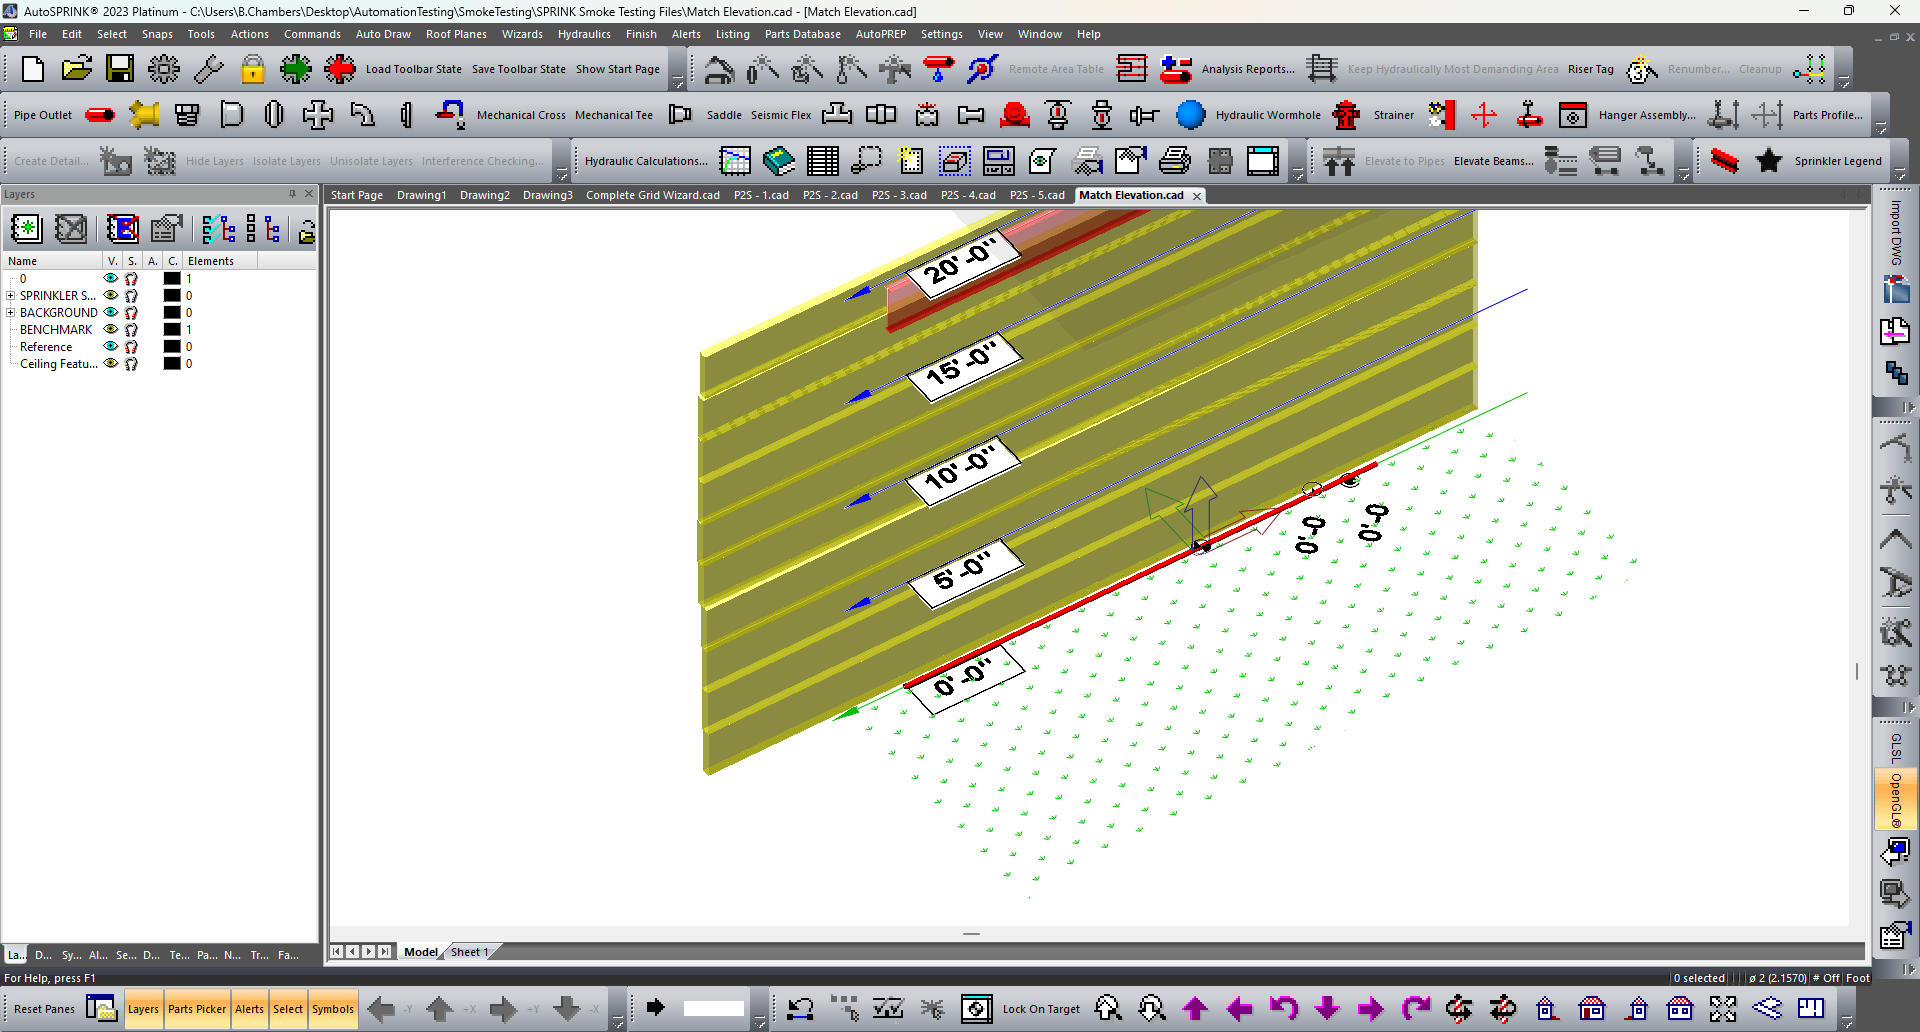 AutoSPRINK® 2023 Platinum - C:\Users\B.Chambers\Desktop\AutomationTesting\SmokeTesting\SPRINK Smoke Testing Files\Match Elevation.cad - [Match Elevation.cad]
File Edit Select Snaps Tools Actions Commands Auto Draw Roof Planes Wizards Hydraulics Finish Alerts Listing Parts Database AutoPREP Settings View Window Help
Load Toolbar State Save Toolbar State Show Start Page Remote Area Table Analysis Reports... Keep Hydraulically Most Demanding Area Riser Tag Renumber... Cleanup
Pipe Outlet Mechanical Cross Mechanical Tee Saddle Seismic Flex Hydraulic Wormhole Strainer Hanger Assembly... Parts Profile...
Create Detail... Hide Layers Isolate Layers Unisolate Layers Interference Checking... Hydraulic Calculations... Elevate to Pipes Elevate Beams... Sprinkler Legend
Layers
Start Page Drawing1 Drawing2 Drawing3 Complete Grid Wizard.cad P2S - 1.cad P2S - 2.cad P2S - 3.cad P2S - 4.cad P2S - 5.cad Match Elevation.cad
Name V. S. A. C. Elements
0 1
SPRINKLER S... 0
BACKGROUND 0
BENCHMARK 1
Reference 0
Ceiling Featu... 0
20'-0"
15'-0"
10'-0"
5'-0"
0'-0"
0-0
0-0
Import DWG
GLSL
OpenGL®
Model Sheet 1
La... D... Sy... Al... Se... D... Te... Pa... N... Tr... Fa...
For Help, press F1
0 selected ø 2 (2.1570) # Off Foot
Reset Panes Layers Parts Picker Alerts Select Symbols -Y +X +Y -X Lock On Target